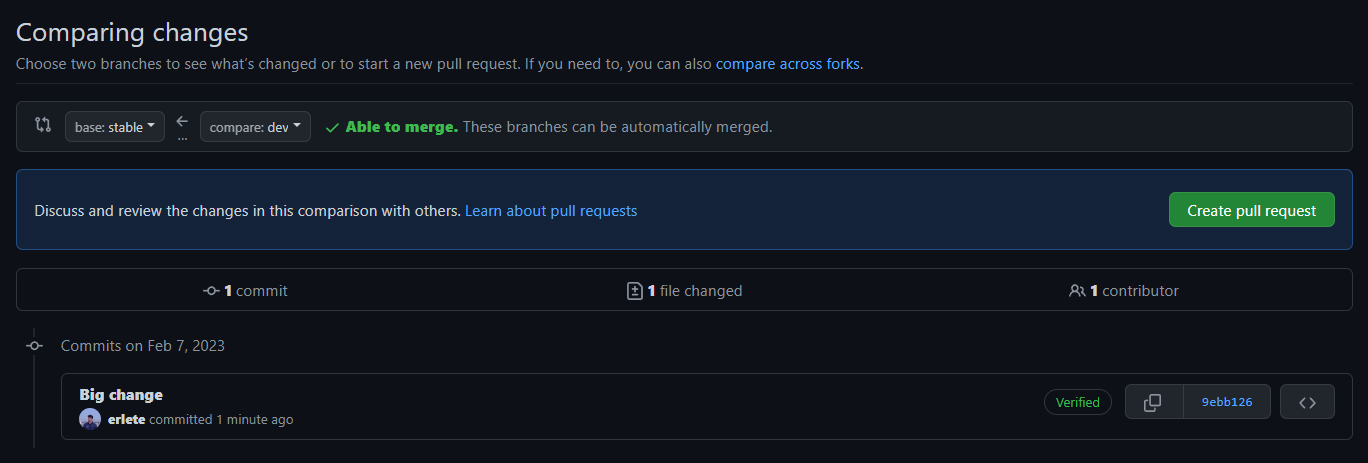 Comparing changes
Choose two branches to see what's changed or to start a new pull request. If you need to, you can also compare across forks.
base: stable ... compare: dev Able to merge. These branches can be automatically merged.
Discuss and review the changes in this comparison with others. Learn about pull requests Create pull request
1 commit 1 file changed 1 contributor
Commits on Feb 7, 2023
Big change
erlete committed 1 minute ago Verified 9ebb126